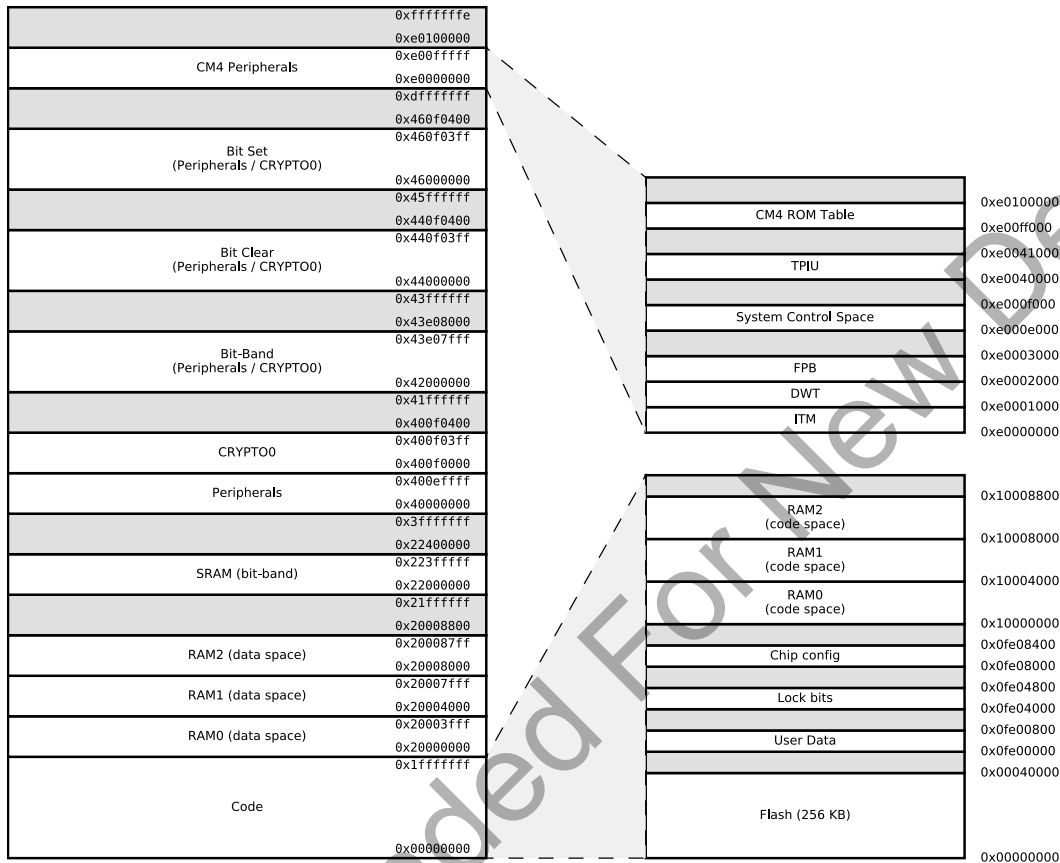 0xfffffffe
0xe0100000
CM4 Peripherals
0xe00fffff
0xe0000000
0xdfffffff
0x460f0400
Bit Set
(Peripherals / CRYPTO0)
0x460f03ff
0x46000000
0x45ffffff
0x440f0400
Bit Clear
(Peripherals / CRYPTO0)
0x440f03ff
0x44000000
0x43ffffff
0x43e08000
Bit-Band
(Peripherals / CRYPTO0)
0x43e07fff
0x42000000
0x41ffffff
0x400f0400
CRYPTO0
0x400f03ff
0x400f0000
Peripherals
0x400effff
0x40000000
0x3fffffff
0x22400000
SRAM (bit-band)
0x223fffff
0x22000000
0x21ffffff
0x20008800
RAM2 (data space)
0x200087ff
0x20008000
RAM1 (data space)
0x20007fff
0x20004000
RAM0 (data space)
0x20003fff
0x20000000
Code
0x1fffffff
0x00000000
0xe0100000
CM4 ROM Table
0xe00ff000
0xe0041000
TPIU
0xe0040000
0xe000f000
System Control Space
0xe000e000
0xe0003000
FPB
0xe0002000
DWT
0xe0001000
ITM
0xe0000000
0x10008800
RAM2
(code space)
0x10008000
RAM1
(code space)
0x10004000
RAM0
(code space)
0x10000000
0x0fe08400
Chip config
0x0fe08000
0x0fe04800
Lock bits
0x0fe04000
0x0fe00800
User Data
0x0fe00000
0x00040000
Flash (256 KB)
0x00000000
ded For New De